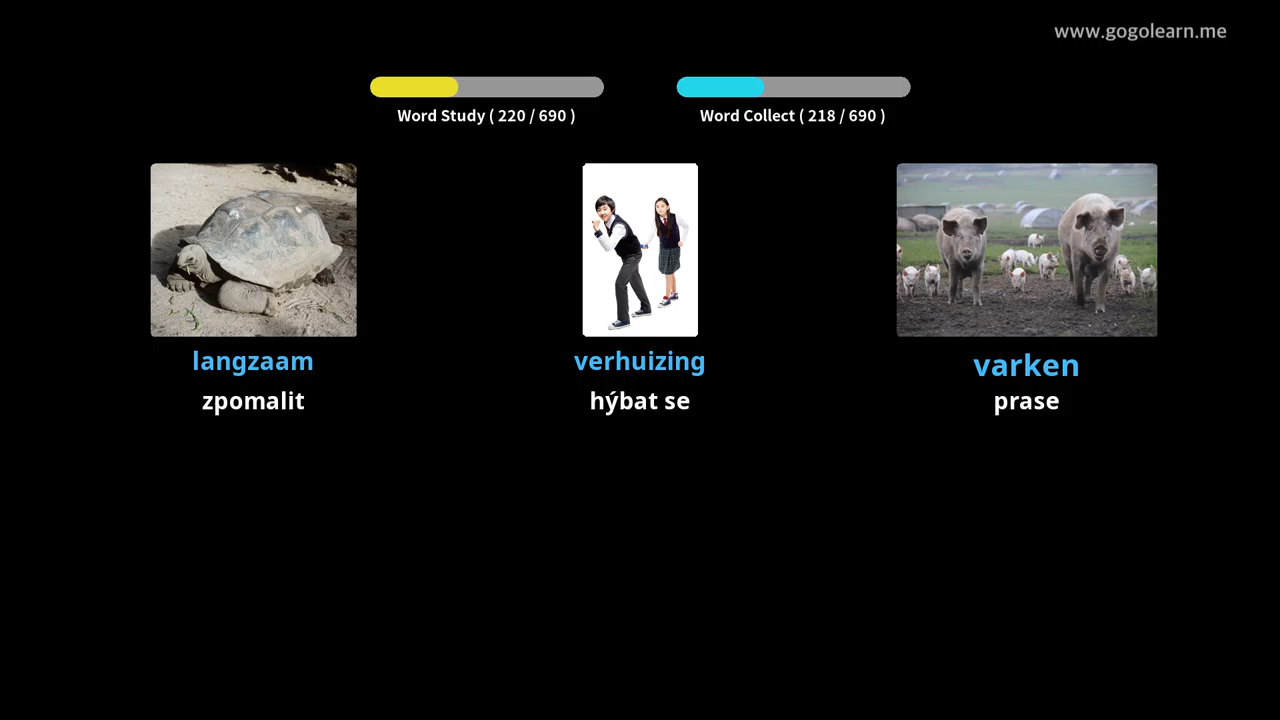 www.gogolearn.me
Word Study ( 220 / 690 )
Word Collect ( 218 / 690 )
langzaam
verhuizing
varken
zpomalit
hýbat se
prase